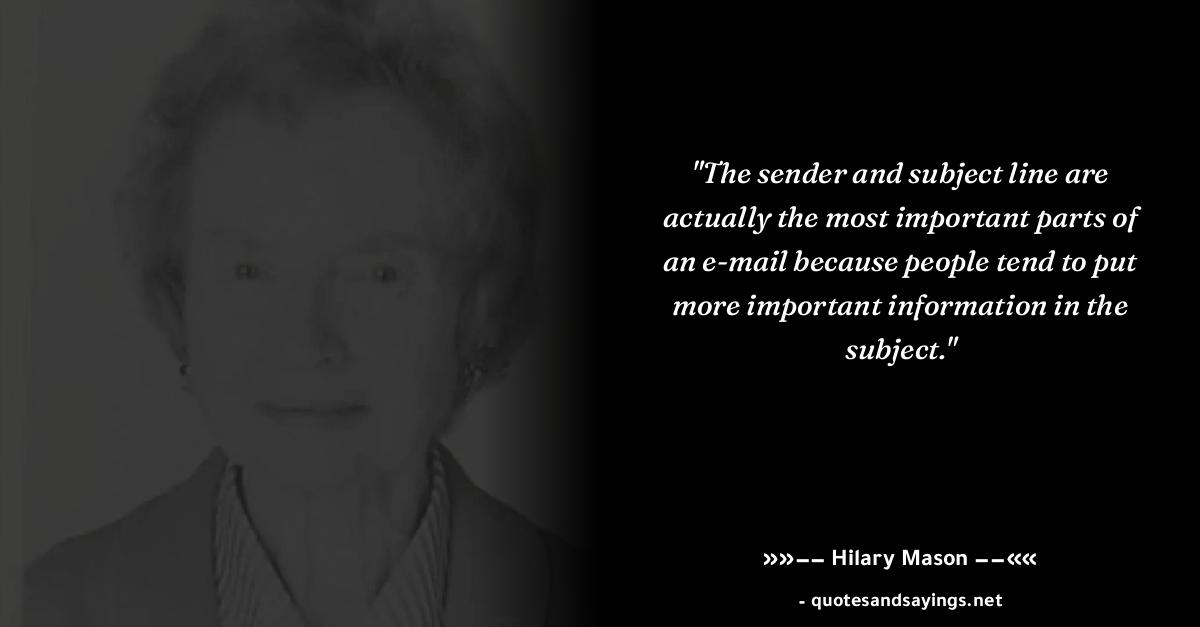 "The sender and subject line are
actually the most important parts of
an e-mail because people tend to put
more important information in the
subject."
»»−− Hilary Mason −−««
- quotesandsayings.net